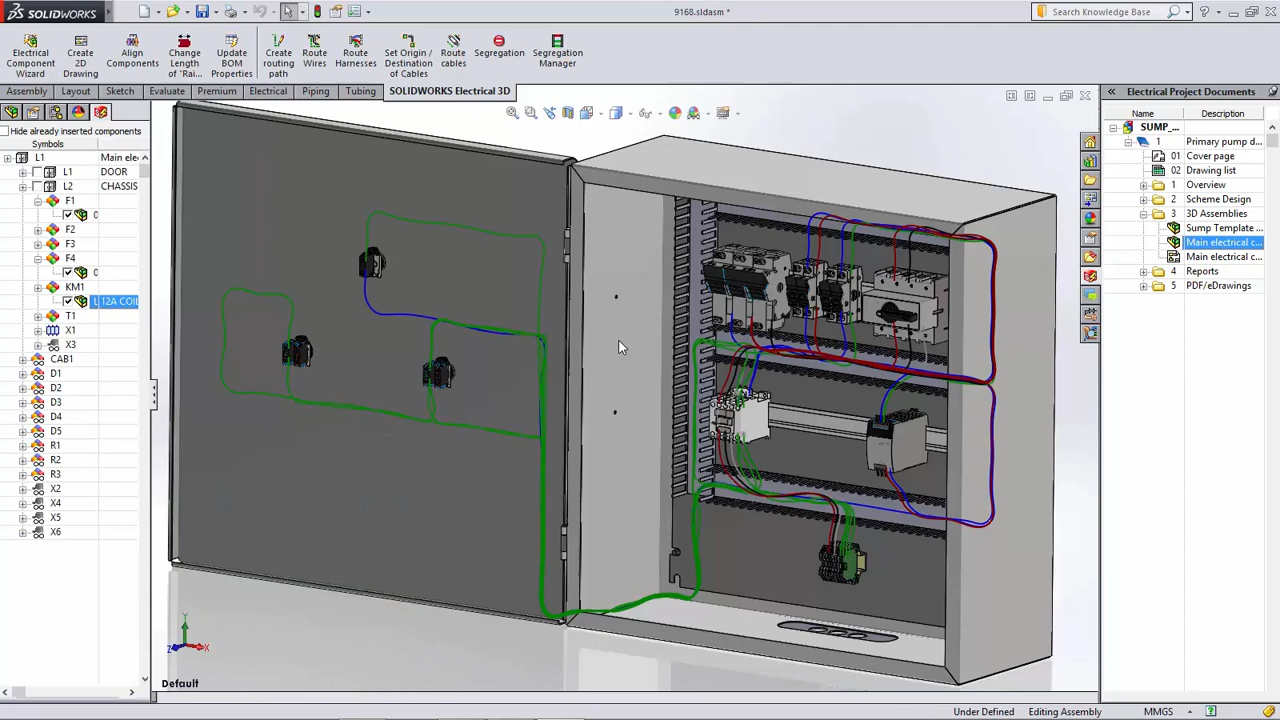 SOLIDWORKS
9168.sldasm *
Search Knowledge Base
Electrical Component Wizard
Create 2D Drawing
Align Components
Change Length of 'Rai...
Update BOM Properties
Create routing path
Route Wires
Route Harnesses
Set Origin / Destination of Cables
Route cables
Segregation
Segregation Manager
Assembly Layout Sketch Evaluate Premium Electrical Piping Tubing SOLIDWORKS Electrical 3D
Hide already inserted components
Symbols
L1 Main ele
L1 DOOR
L2 CHASSIS
F1
0
F2
F3
F4
0
KM1
L 12A COIL
T1
X1
X3
CAB1
D1
D2
D3
D4
D5
R1
R2
R3
X2
X4
X5
X6
Y
X
Z
Default
Electrical Project Documents
Name Description
SUMP_...
1 Primary pump d...
01 Cover page
02 Drawing list
1 Overview
2 Scheme Design
3 3D Assemblies
Sump Template ...
Main electrical c...
Main electrical c...
4 Reports
5 PDF/eDrawings
Under Defined Editing Assembly MMGS